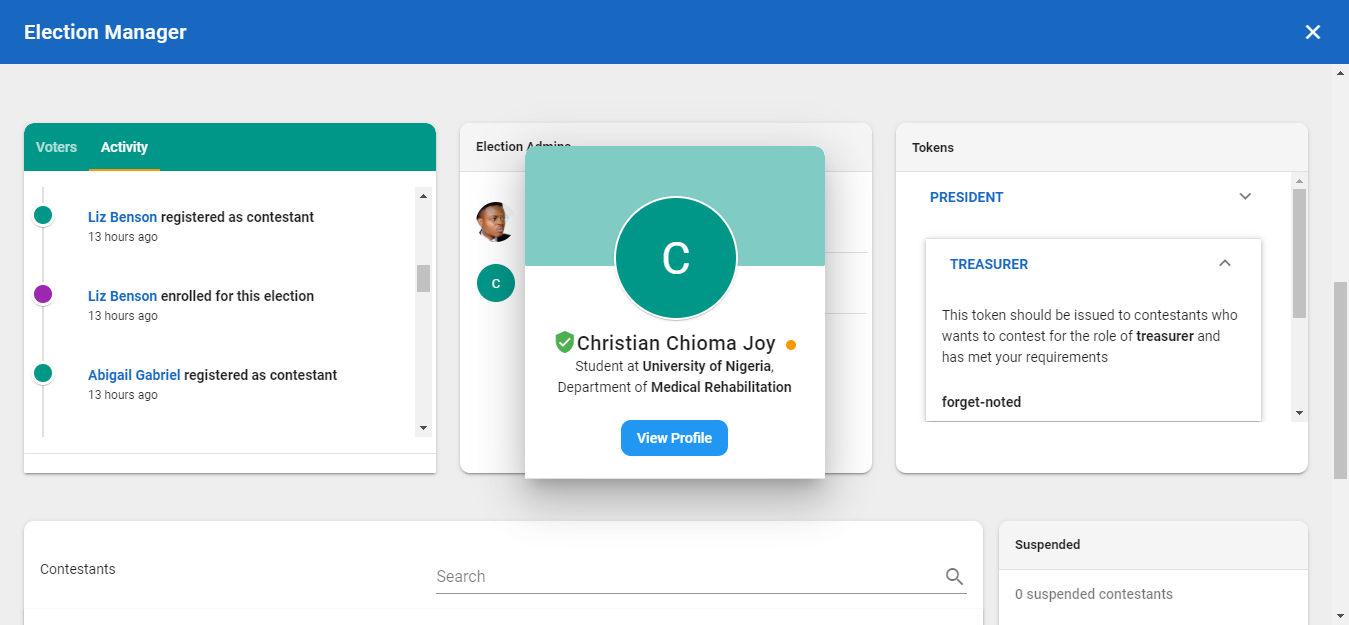 Election Manager
Voters
Activity
Liz Benson registered as contestant
13 hours ago
Liz Benson enrolled for this election
13 hours ago
Abigail Gabriel registered as contestant
13 hours ago
Election Admins
C
C
Christian Chioma Joy
Student at University of Nigeria,
Department of Medical Rehabilitation
View Profile
Tokens
PRESIDENT
TREASURER
This token should be issued to contestants who
wants to contest for the role of treasurer and
has met your requirements
forget-noted
Contestants
Search
Suspended
0 suspended contestants